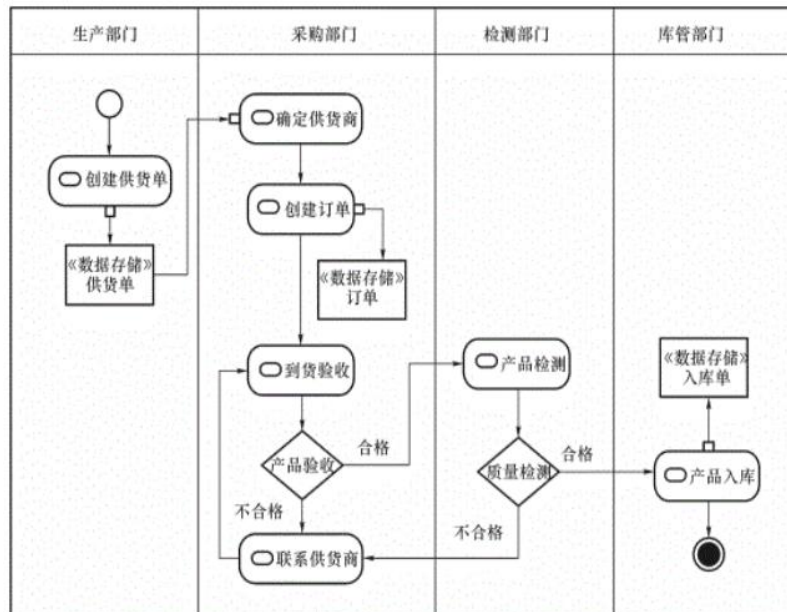 生产部门
采购部门
检测部门
库管部门
确定供货商
创建供货单
创建订单
《数据存储》
供货单
《数据存储》
订单
到货验收
产品检测
《数据存储》
入库单
产品验收
合格
质量检测
合格
产品入库
不合格
不合格
联系供货商